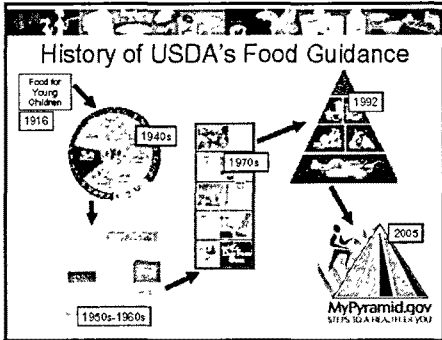 History of USDA's Food Guidance
Food for
Young
Children
1916
1940s
1950s-1960s
1970s
1992
2005
MyPyramid.gov
STEPS TO A HEALTHIER YOU